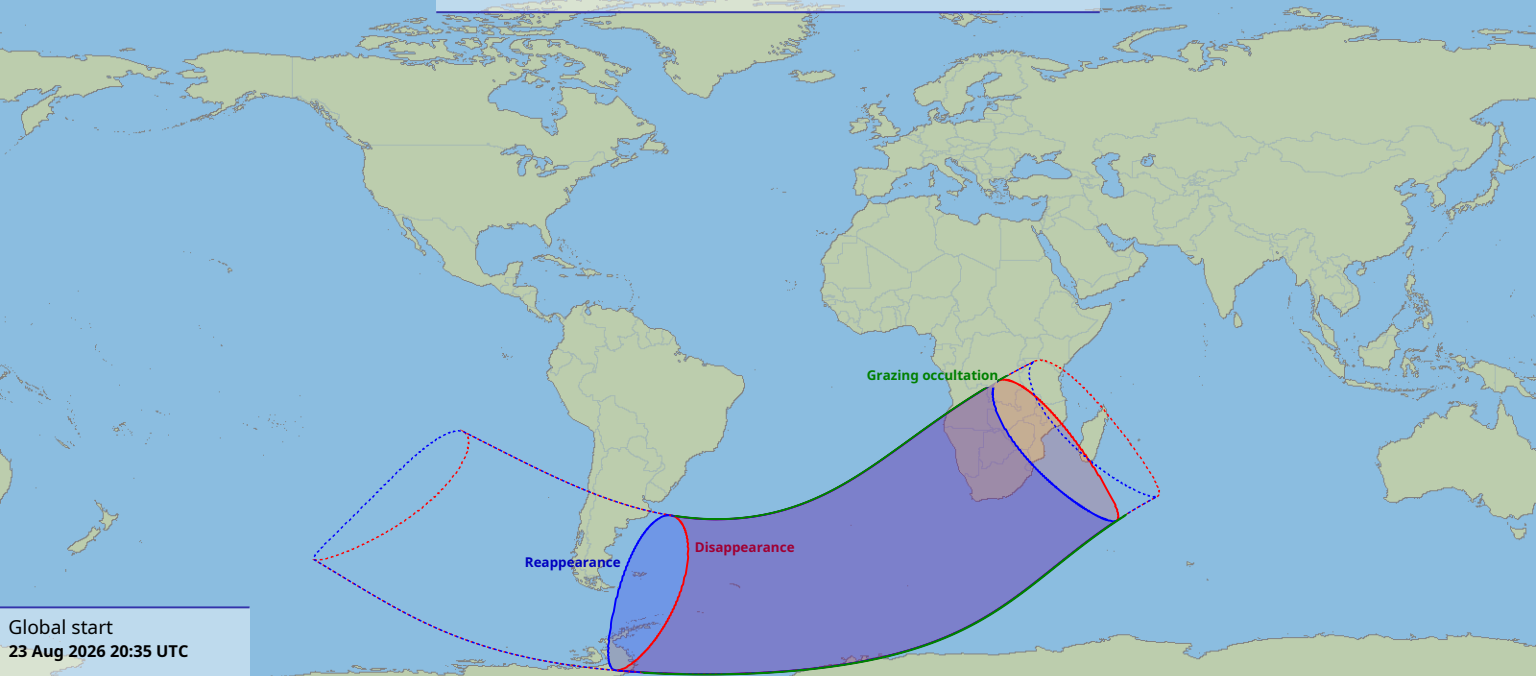 Grazing occultation
Disappearance
Reappearance
Global start
23 Aug 2026 20:35 UTC